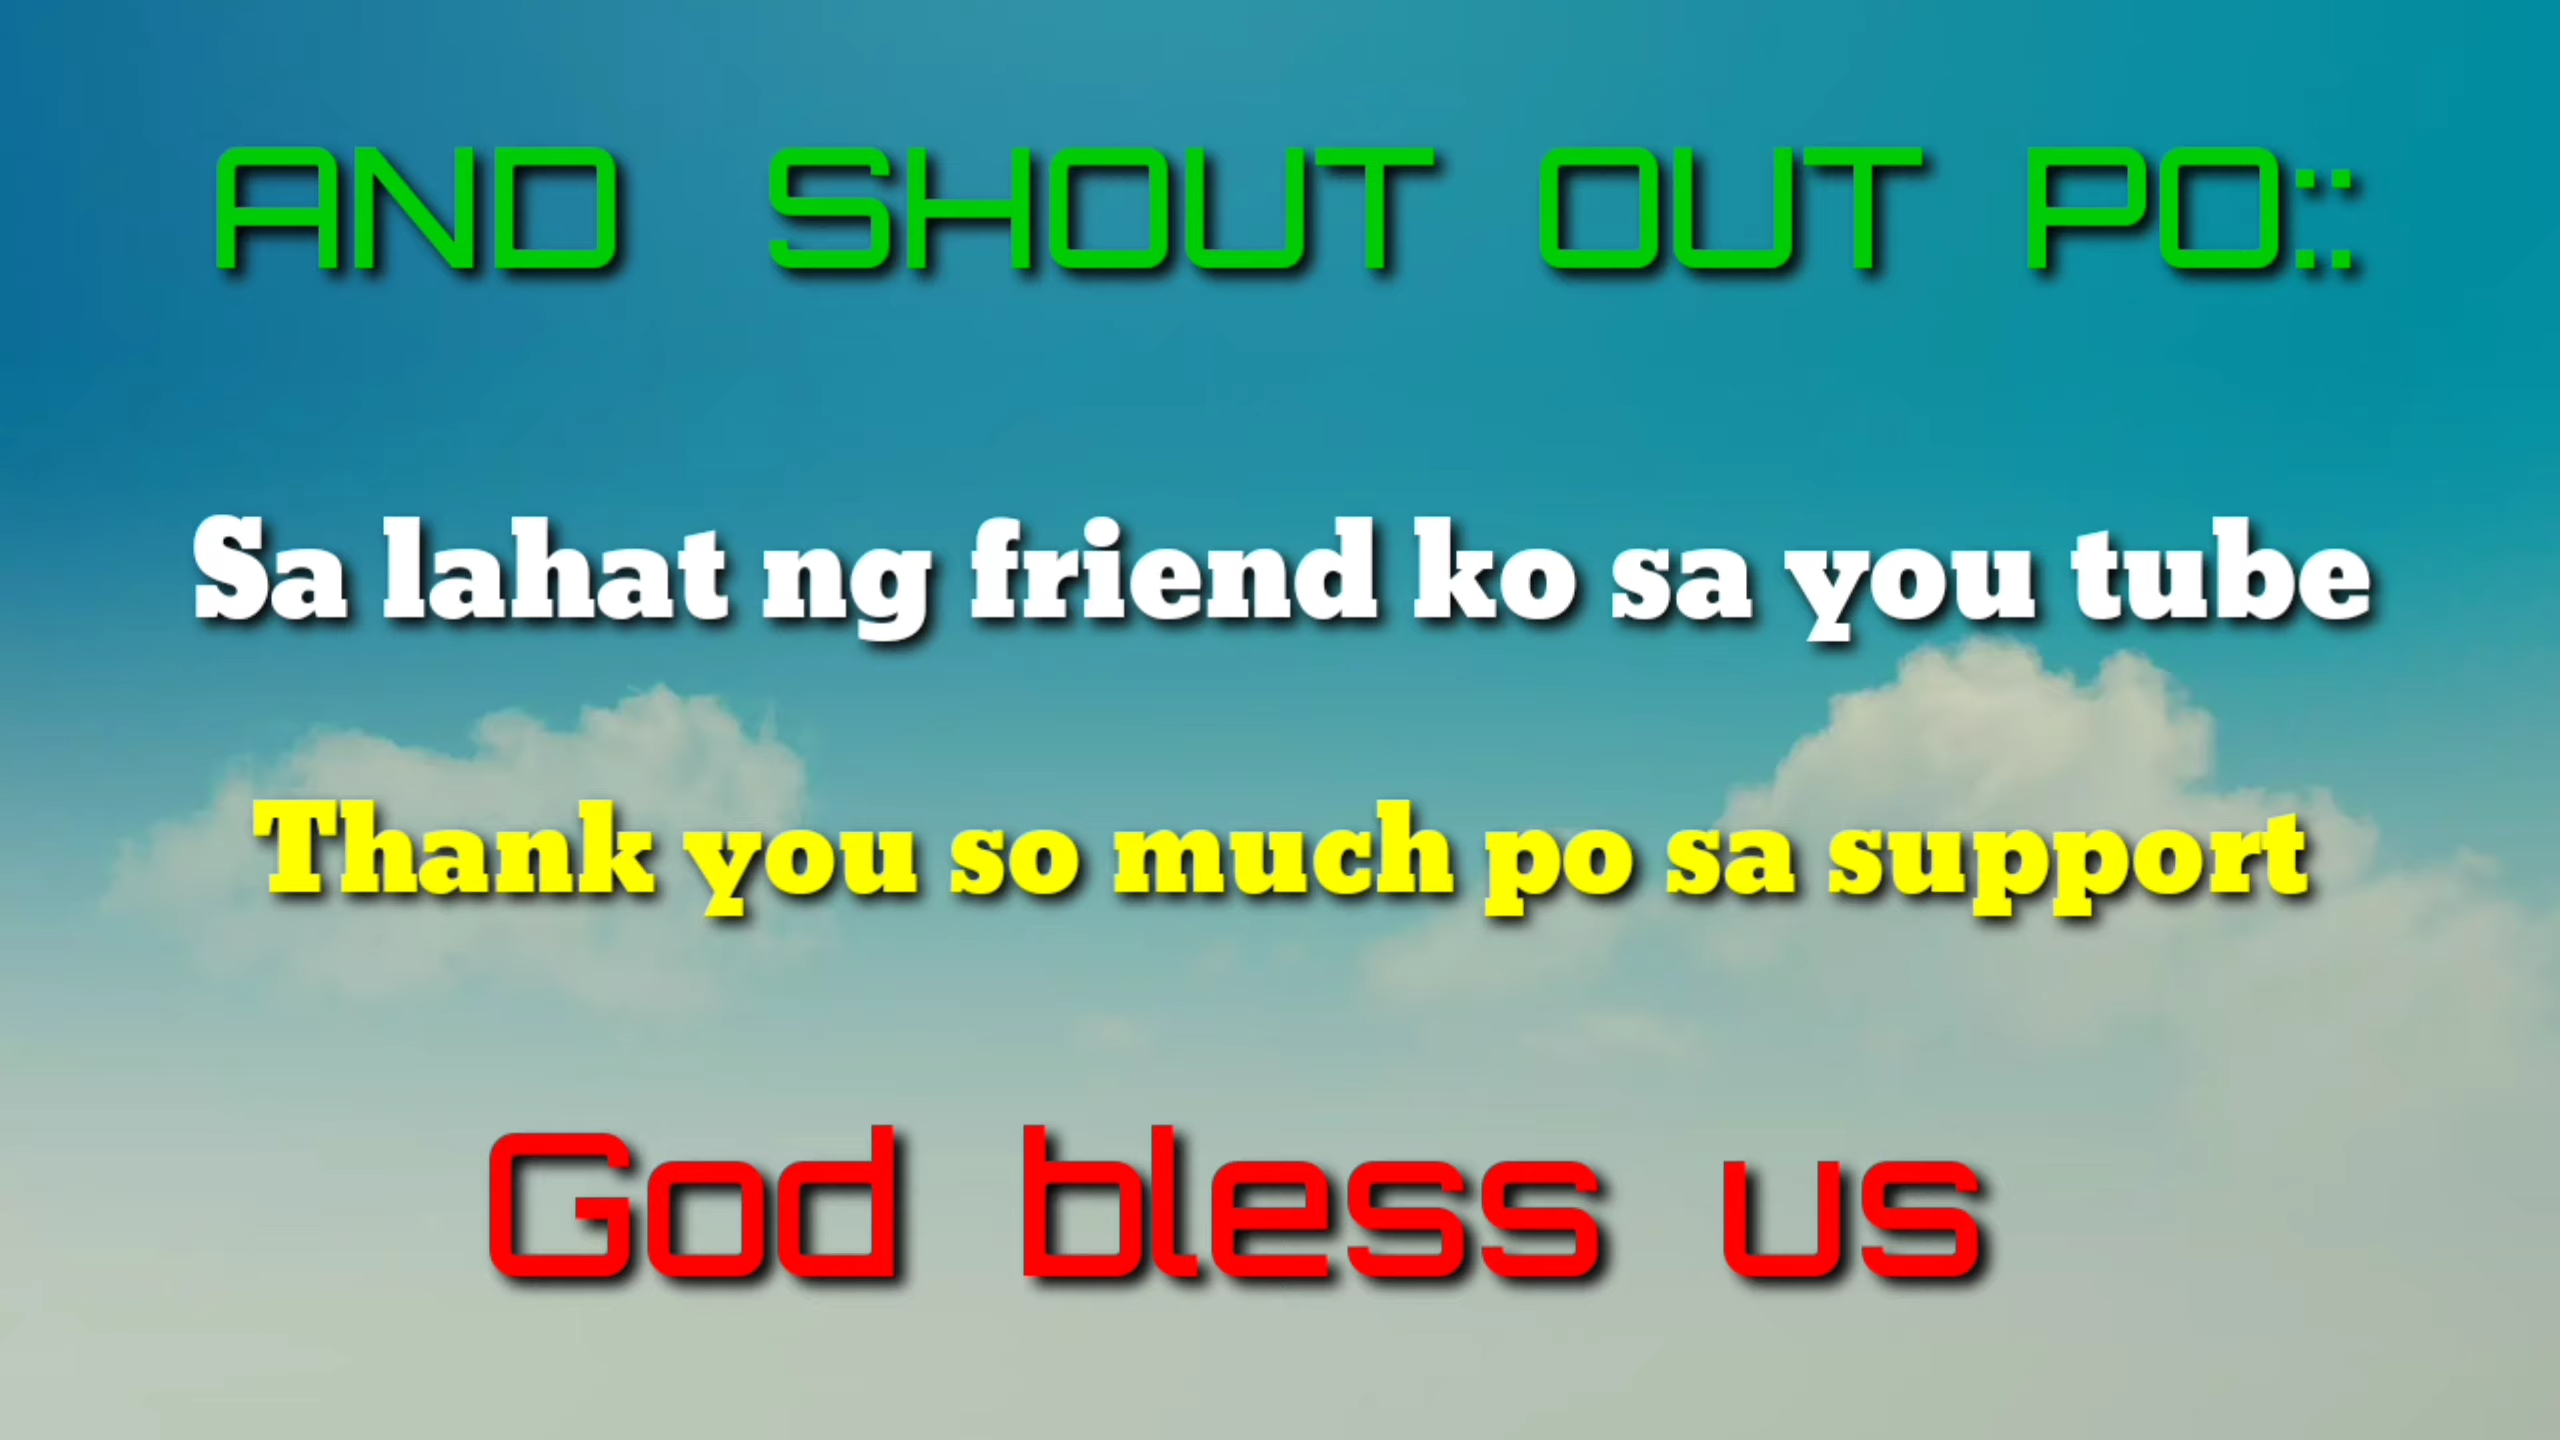 AND SHOUT OUT PO::
Sa lahat ng friend ko sa you tube
Thank you so much po sa support
God bless us